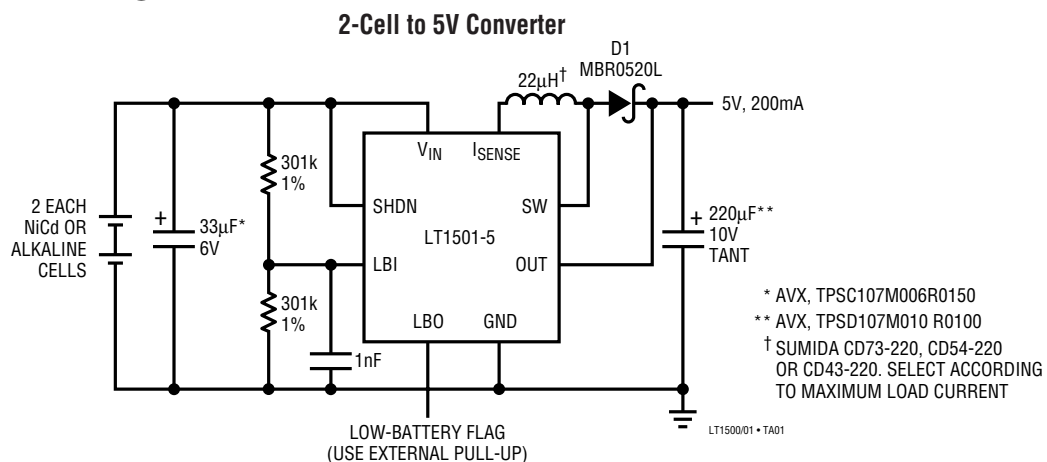 2-Cell to 5V Converter
D1
MBR0520L
22µH†
5V, 200mA
VIN
ISENSE
301k
1%
SHDN
SW
2 EACH
NiCd OR
ALKALINE
CELLS
+
33µF*
6V
LT1501-5
+
220µF**
10V
TANT
LBI
OUT
301k
1%
LBO
GND
1nF
* AVX, TPSC107M006R0150
** AVX, TPSD107M010 R0100
† SUMIDA CD73-220, CD54-220
OR CD43-220. SELECT ACCORDING
TO MAXIMUM LOAD CURRENT
LOW-BATTERY FLAG
(USE EXTERNAL PULL-UP)
LT1500/01 • TA01